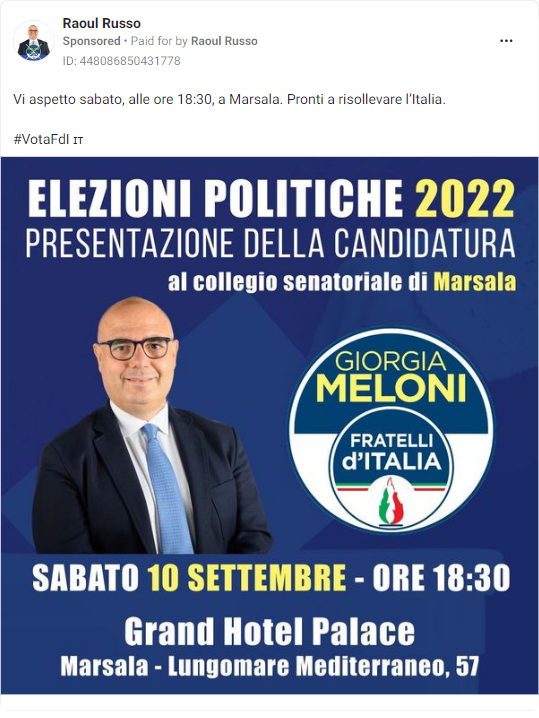 Raoul Russo
Sponsored • Paid for by Raoul Russo
ID: 448086850431778
Vi aspetto sabato, alle ore 18:30, a Marsala. Pronti a risollevare l'Italia.
#VotaFdI ɪᴛ
ELEZIONI POLITICHE 2022
PRESENTAZIONE DELLA CANDIDATURA
al collegio senatoriale di Marsala
GIORGIA
MELONI
FRATELLI
d'ITALIA
SABATO 10 SETTEMBRE - ORE 18:30
Grand Hotel Palace
Marsala - Lungomare Mediterraneo, 57